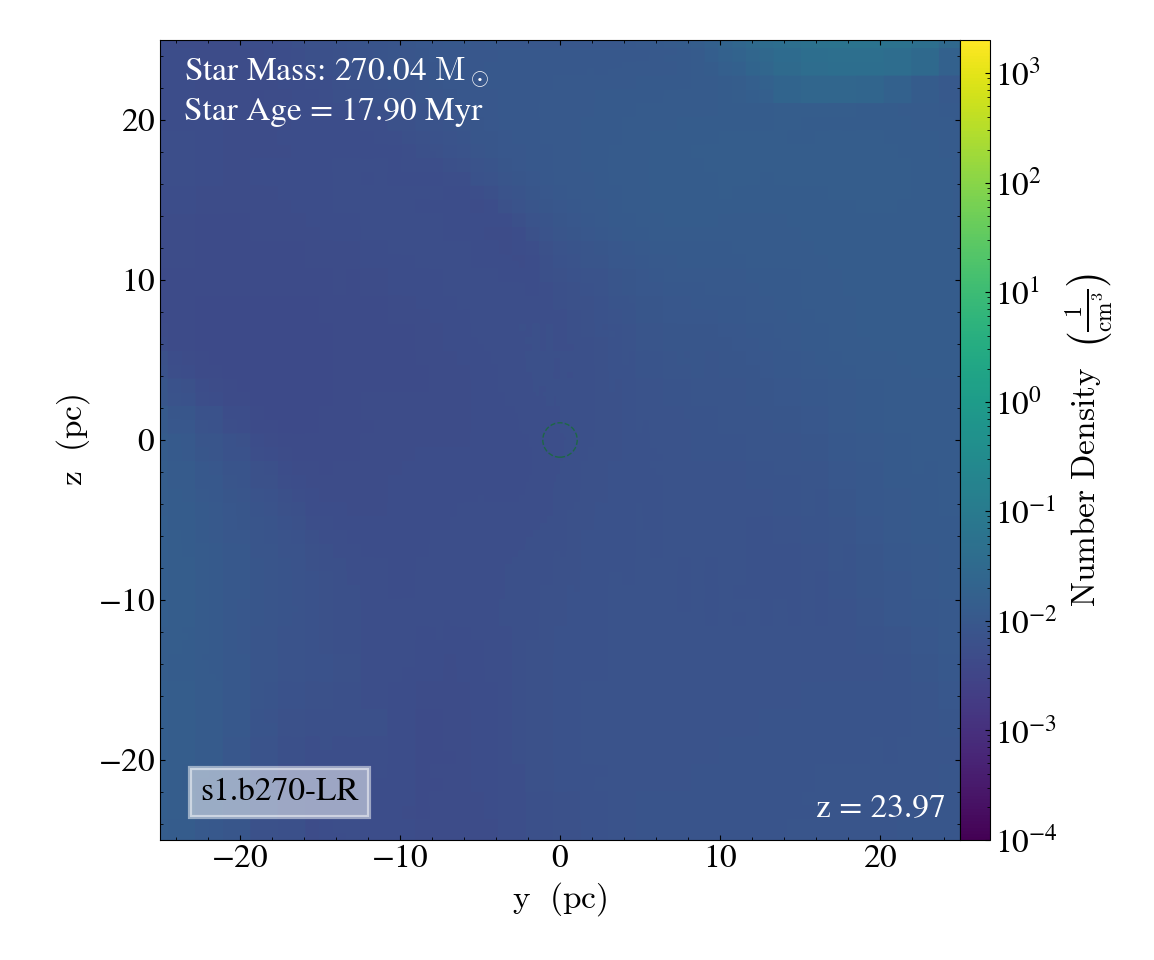 Star Mass: 270.04 M⊙
Star Age = 17.90 Myr
20
10
0
−10
−20
z (pc)
s1.b270-LR
z = 23.97
−20 −10 0 10 20
y (pc)
10³
10²
10¹
10⁰
10⁻¹
10⁻²
10⁻³
10⁻⁴
Number Density (1/cm³)